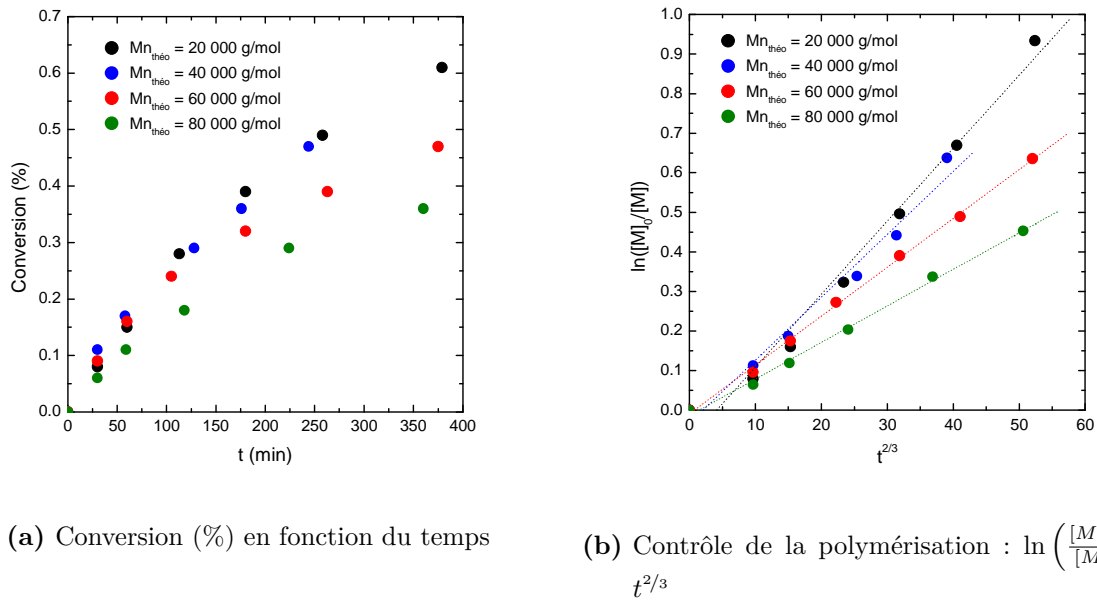 0.7
0.6
0.5
0.4
0.3
0.2
0.1
0.0
Conversion (%)
0 50 100 150 200 250 300 350 400
t (min)
Mn_théo = 20 000 g/mol
Mn_théo = 40 000 g/mol
Mn_théo = 60 000 g/mol
Mn_théo = 80 000 g/mol
1.0
0.9
0.8
0.7
0.6
0.5
0.4
0.3
0.2
0.1
0.0
ln([M]_0/[M])
0 10 20 30 40 50 60
t^{2/3}
Mn_théo = 20 000 g/mol
Mn_théo = 40 000 g/mol
Mn_théo = 60 000 g/mol
Mn_théo = 80 000 g/mol
(a) Conversion (%) en fonction du temps
(b) Contrôle de la polymérisation : ln ([M / [M
t^{2/3}